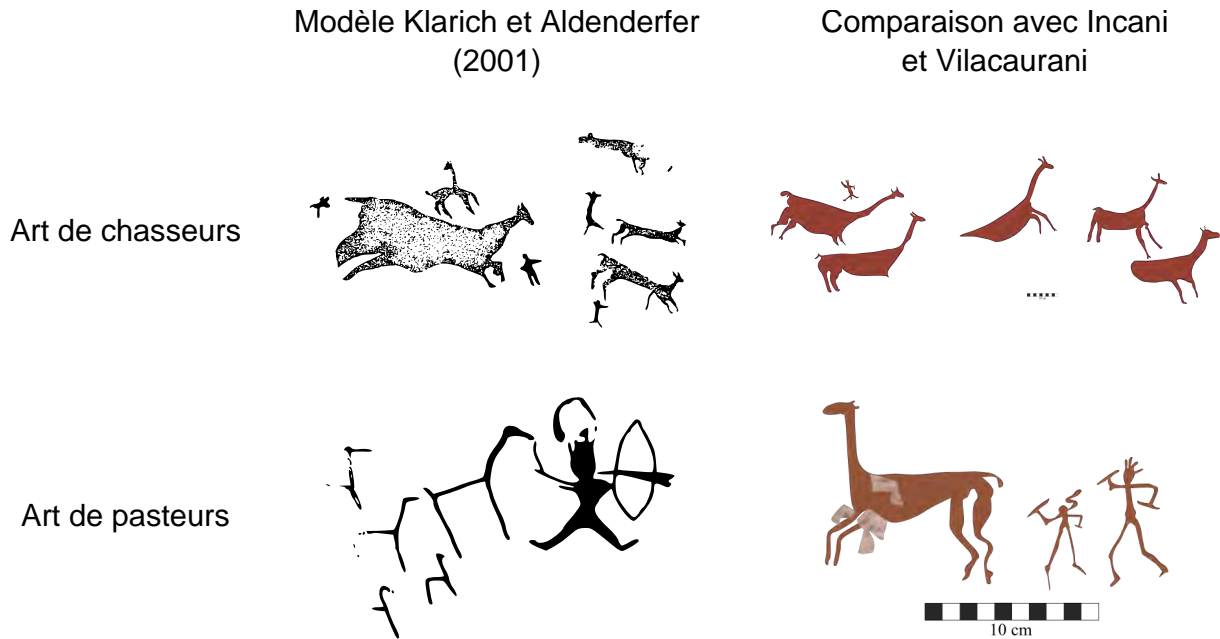 Modèle Klarich et Aldenderfer
(2001)
Comparaison avec Incani
et Vilacaurani
Art de chasseurs
Art de pasteurs
10 cm